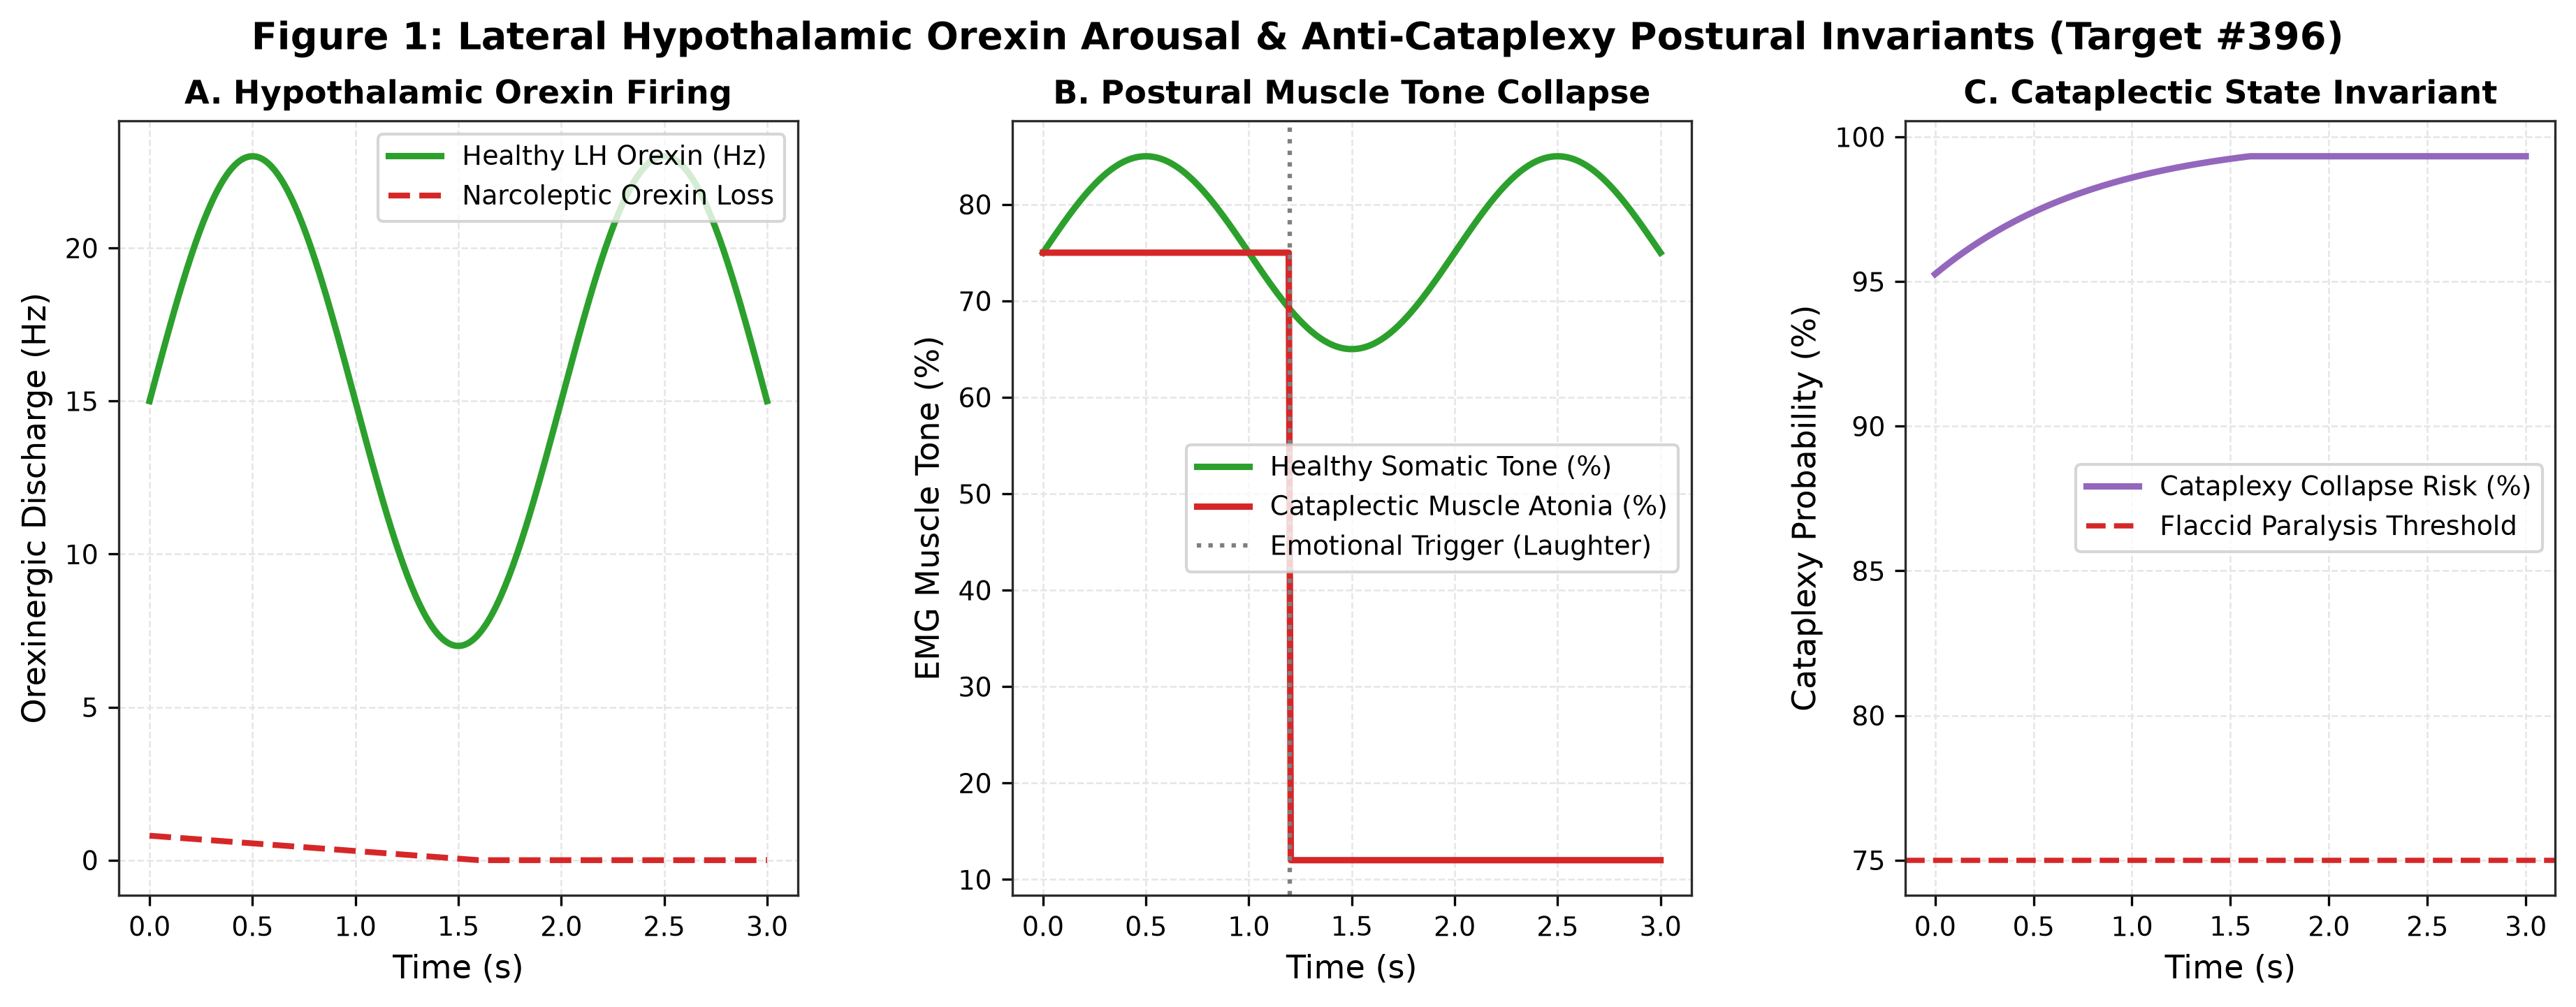 Figure 1: Lateral Hypothalamic Orexin Arousal & Anti-Cataplexy Postural Invariants (Target #396)
A. Hypothalamic Orexin Firing
Orexinergic Discharge (Hz)
20
15
10
5
0
Healthy LH Orexin (Hz)
Narcoleptic Orexin Loss
0.0 0.5 1.0 1.5 2.0 2.5 3.0
Time (s)
B. Postural Muscle Tone Collapse
EMG Muscle Tone (%)
80
70
60
50
40
30
20
10
Healthy Somatic Tone (%)
Cataplectic Muscle Atonia (%)
Emotional Trigger (Laughter)
0.0 0.5 1.0 1.5 2.0 2.5 3.0
Time (s)
C. Cataplectic State Invariant
Cataplexy Probability (%)
100
95
90
85
80
75
Cataplexy Collapse Risk (%)
Flaccid Paralysis Threshold
0.0 0.5 1.0 1.5 2.0 2.5 3.0
Time (s)